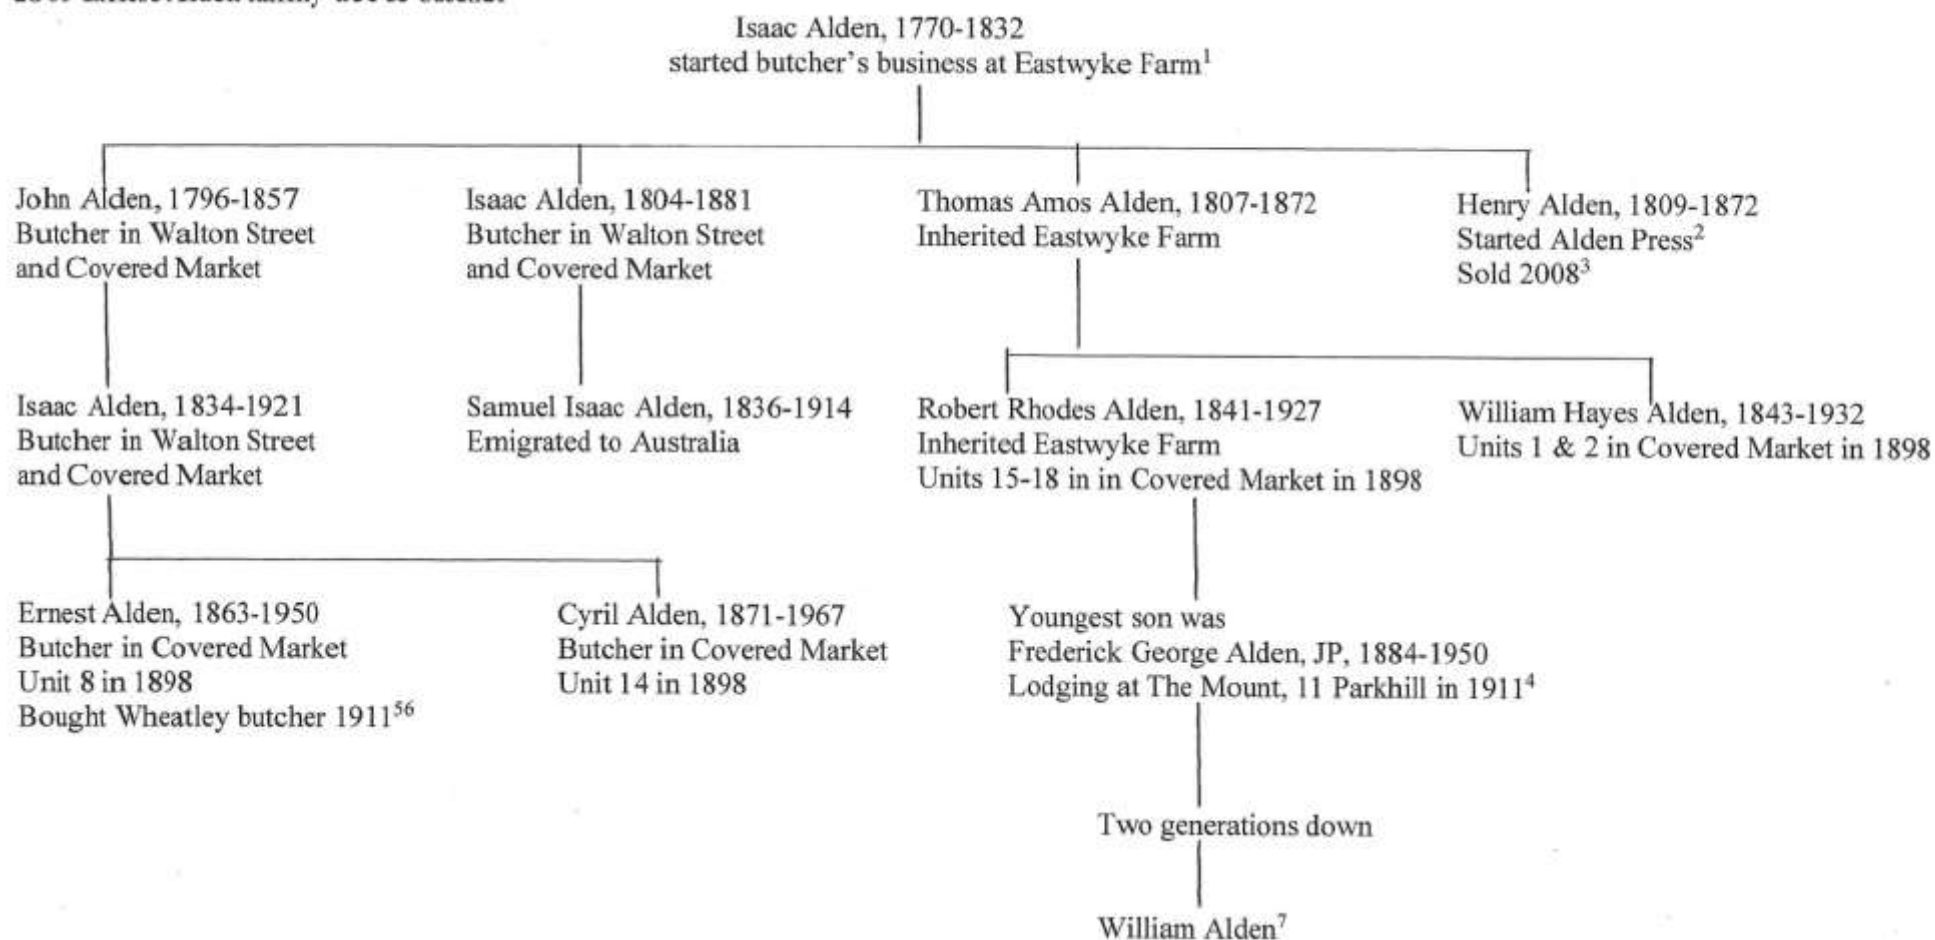 Isaac Alden, 1770-1832
started butcher's business at Eastwyke Farm¹
John Alden, 1796-1857
Butcher in Walton Street
and Covered Market
Isaac Alden, 1804-1881
Butcher in Walton Street
and Covered Market
Thomas Amos Alden, 1807-1872
Inherited Eastwyke Farm
Henry Alden, 1809-1872
Started Alden Press²
Sold 2008³
Isaac Alden, 1834-1921
Butcher in Walton Street
and Covered Market
Samuel Isaac Alden, 1836-1914
Emigrated to Australia
Robert Rhodes Alden, 1841-1927
Inherited Eastwyke Farm
Units 15-18 in in Covered Market in 1898
William Hayes Alden, 1843-1932
Units 1 & 2 in Covered Market in 1898
Ernest Alden, 1863-1950
Butcher in Covered Market
Unit 8 in 1898
Bought Wheatley butcher 1911⁵⁶
Cyril Alden, 1871-1967
Butcher in Covered Market
Unit 14 in 1898
Youngest son was
Frederick George Alden, JP, 1884-1950
Lodging at The Mount, 11 Parkhill in 1911⁴
Two generations down
William Alden⁷